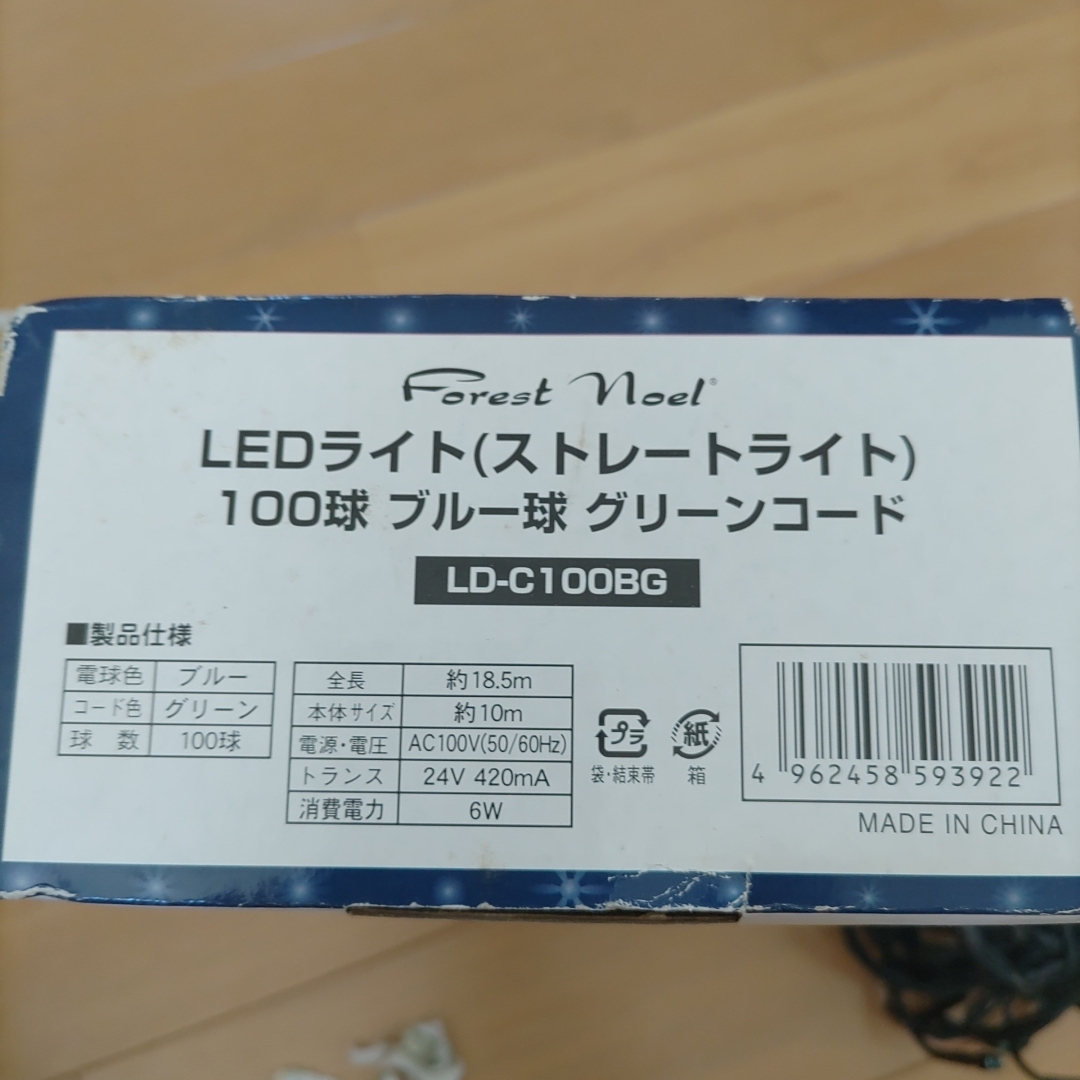 Forest Noel®
LEDライト(ストレートライト)
100球 ブルー球 グリーンコード
LD-C100BG
■製品仕様
電球色 ブルー
コード色 グリーン
球 数 100球
全長 約18.5m
本体サイズ 約10m
電源・電圧 AC100V(50/60Hz)
トランス 24V 420mA
消費電力 6W
プラ
袋・結束帯
紙
箱
4 962458 593922
MADE IN CHINA